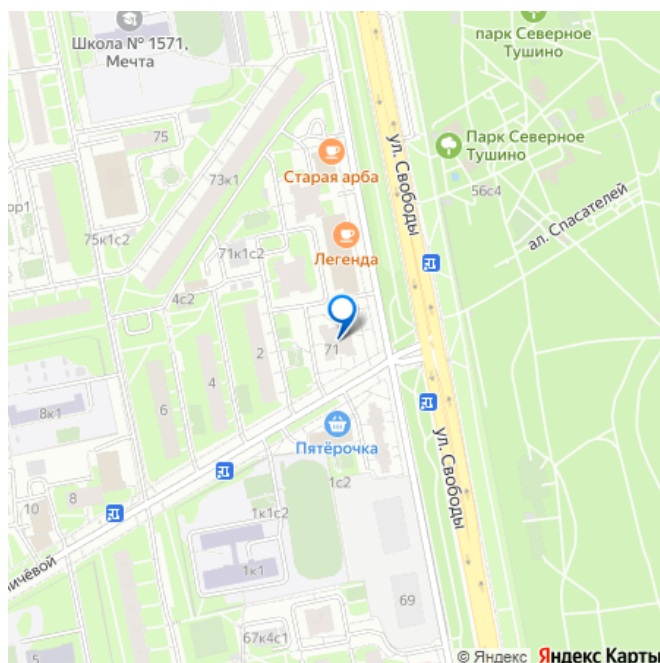 Школа № 1571,
Мечта
парк Северное
Тушино
75
Парк Северное
Тушино
ул. Свободы
Старая арба
73к1
56с4
ор1
ал. Спасателей
75к1с2
71к1с2
Легенда
4с2
2
71
4
6
8к1
Пятёрочка
ул. Свободы
1с2
8
10
1к1с2
ичёвой
1к1
69
67к4с1
5
© Яндекс Яндекс Карты